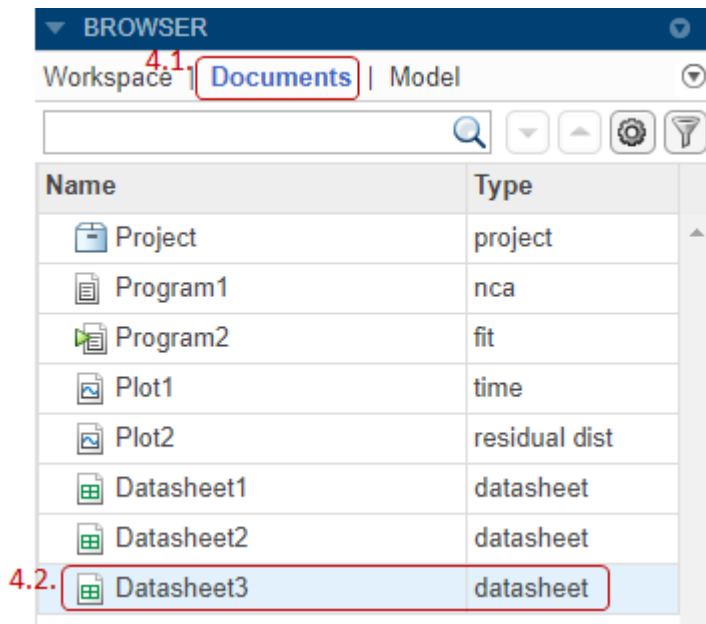 BROWSER
4.1.
Workspace | Documents | Model
Name Type
Project project
Program1 nca
Program2 fit
Plot1 time
Plot2 residual dist
Datasheet1 datasheet
Datasheet2 datasheet
4.2. Datasheet3 datasheet